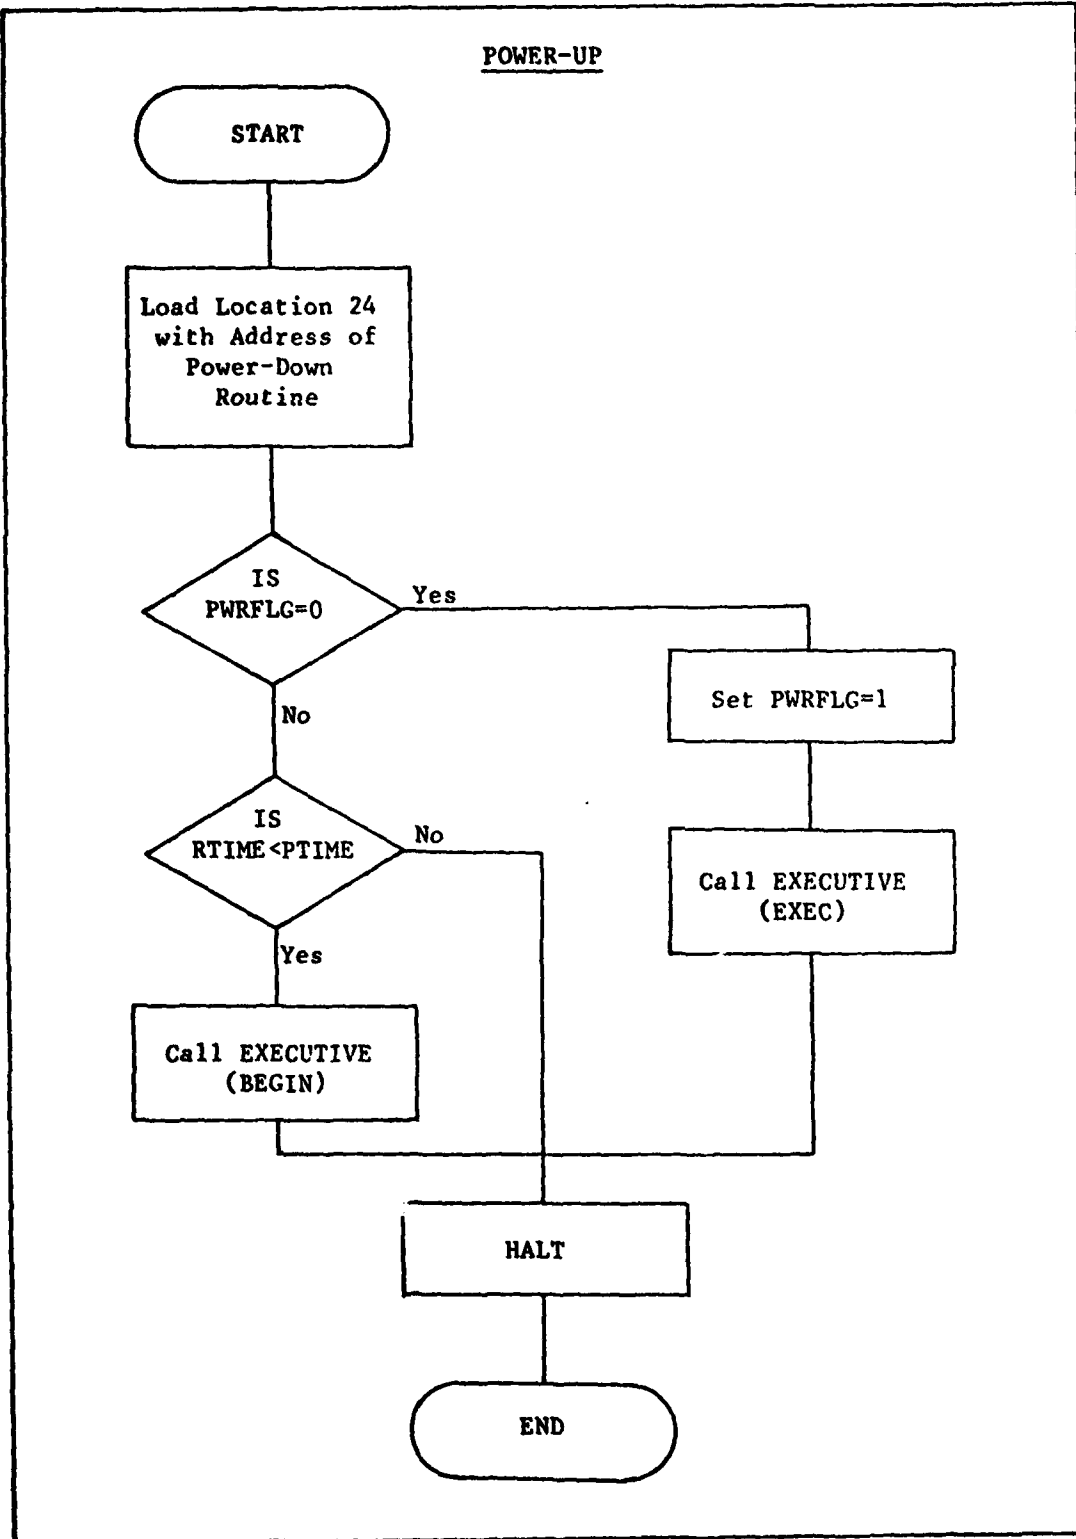 POWER-UP
START
Load Location 24
with Address of
Power-Down
Routine
IS
PWRFLG=0
Yes
No
Set PWRFLG=1
IS
RTIME<PTIME
No
Yes
Call EXECUTIVE
(EXEC)
Call EXECUTIVE
(BEGIN)
HALT
END